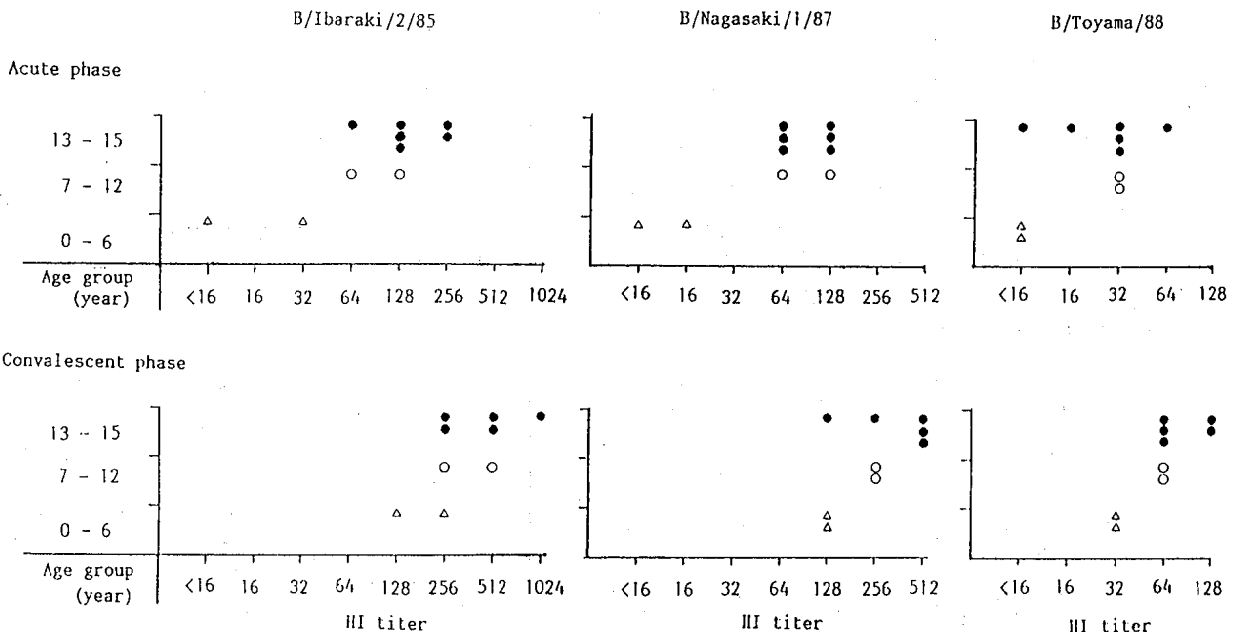 B/Ibaraki/2/85 B/Nagasaki/1/87 B/Toyama/88
Acute phase
13 - 15
7 - 12
0 - 6
Age group
(year)
<16 16 32 64 128 256 512 1024
<16 16 32 64 128 256 512
<16 16 32 64 128
Convalescent phase
13 - 15
7 - 12
0 - 6
Age group
(year)
<16 16 32 64 128 256 512 1024
<16 16 32 64 128 256 512
<16 16 32 64 128
HI titer HI titer HI titer